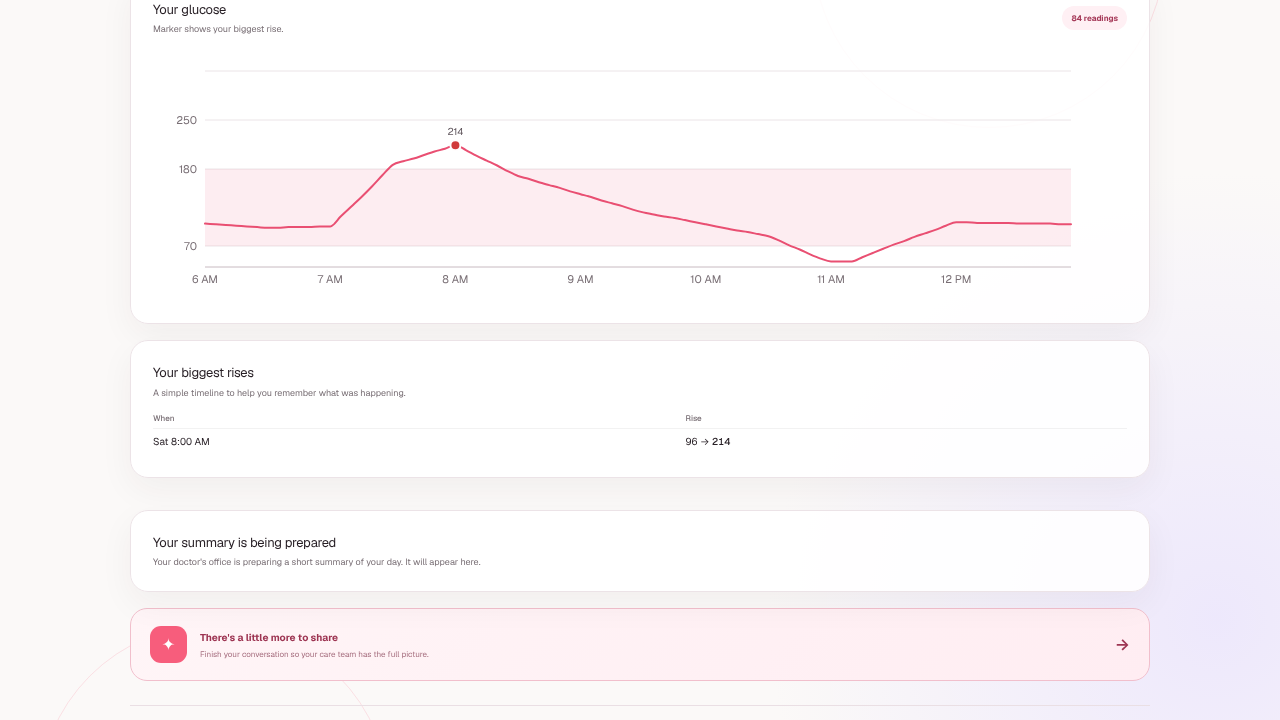 Your glucose
Marker shows your biggest rise.
84 readings
250
214
180
70
6 AM 7 AM 8 AM 9 AM 10 AM 11 AM 12 PM
Your biggest rises
A simple timeline to help you remember what was happening.
When Rise
Sat 8:00 AM 96 → 214
Your summary is being prepared
Your doctor's office is preparing a short summary of your day. It will appear here.
There's a little more to share
Finish your conversation so your care team has the full picture.